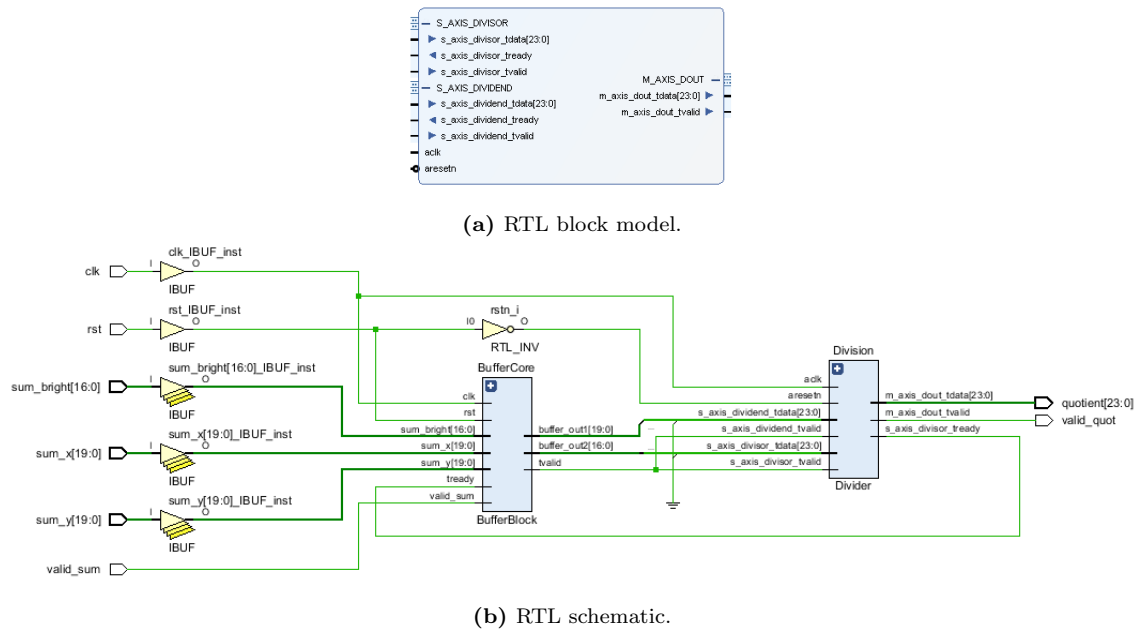 S_AXIS_DIVISOR
s_axis_divisor_tdata[23:0]
s_axis_divisor_tready
s_axis_divisor_tvalid
S_AXIS_DIVIDEND
s_axis_dividend_tdata[23:0]
s_axis_dividend_tready
s_axis_dividend_tvalid
aclk
aresetn
M_AXIS_DOUT
m_axis_dout_tdata[23:0]
m_axis_dout_tvalid
(a) RTL block model.
clk
I
clk_IBUF_inst
O
IBUF
rst
I
rst_IBUF_inst
O
IBUF
I0
rstn_i
O
RTL_INV
sum_bright[16:0]
I
sum_bright[16:0]_IBUF_inst
O
IBUF
sum_x[19:0]
I
sum_x[19:0]_IBUF_inst
O
IBUF
sum_y[19:0]
I
sum_y[19:0]_IBUF_inst
O
IBUF
valid_sum
BufferCore
clk
rst
sum_bright[16:0]
sum_x[19:0]
sum_y[19:0]
tready
valid_sum
buffer_out1[19:0]
buffer_out2[16:0]
tvalid
BufferBlock
...
...
Division
aclk
aresetn
s_axis_dividend_tdata[23:0]
s_axis_dividend_tvalid
s_axis_divisor_tdata[23:0]
s_axis_divisor_tvalid
m_axis_dout_tdata[23:0]
m_axis_dout_tvalid
s_axis_divisor_tready
Divider
quotient[23:0]
valid_quot
(b) RTL schematic.